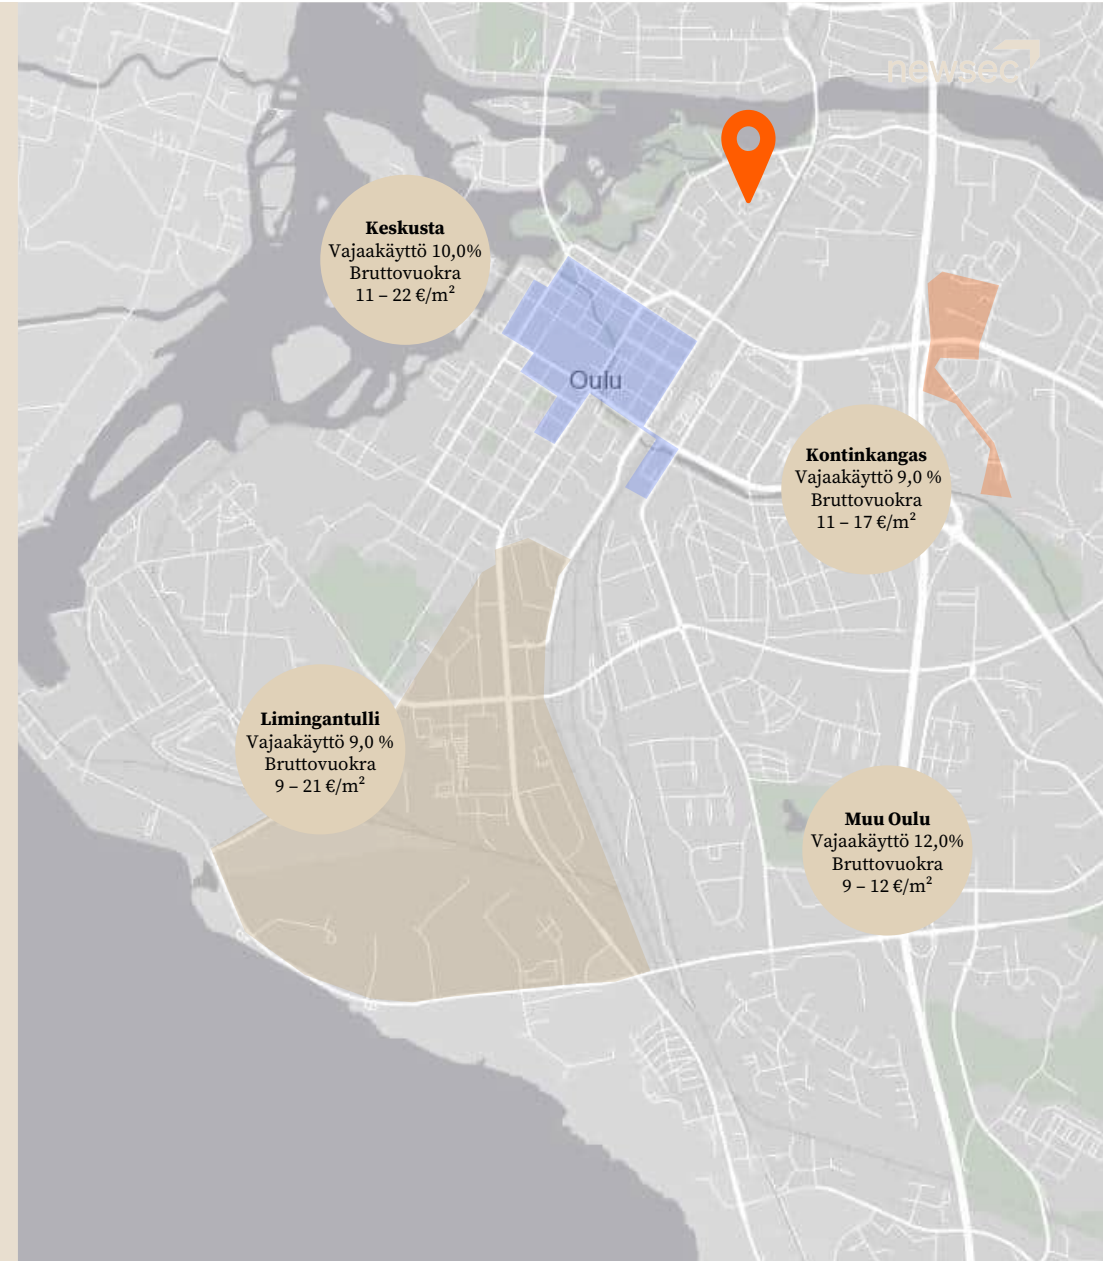 newsec
Keskusta
Vajaakäyttö 10,0%
Bruttovuokra
11 – 22 €/m²
Oulu
Kontinkangas
Vajaakäyttö 9,0 %
Bruttovuokra
11 – 17 €/m²
Limingantulli
Vajaakäyttö 9,0 %
Bruttovuokra
9 – 21 €/m²
Muu Oulu
Vajaakäyttö 12,0%
Bruttovuokra
9 – 12 €/m²